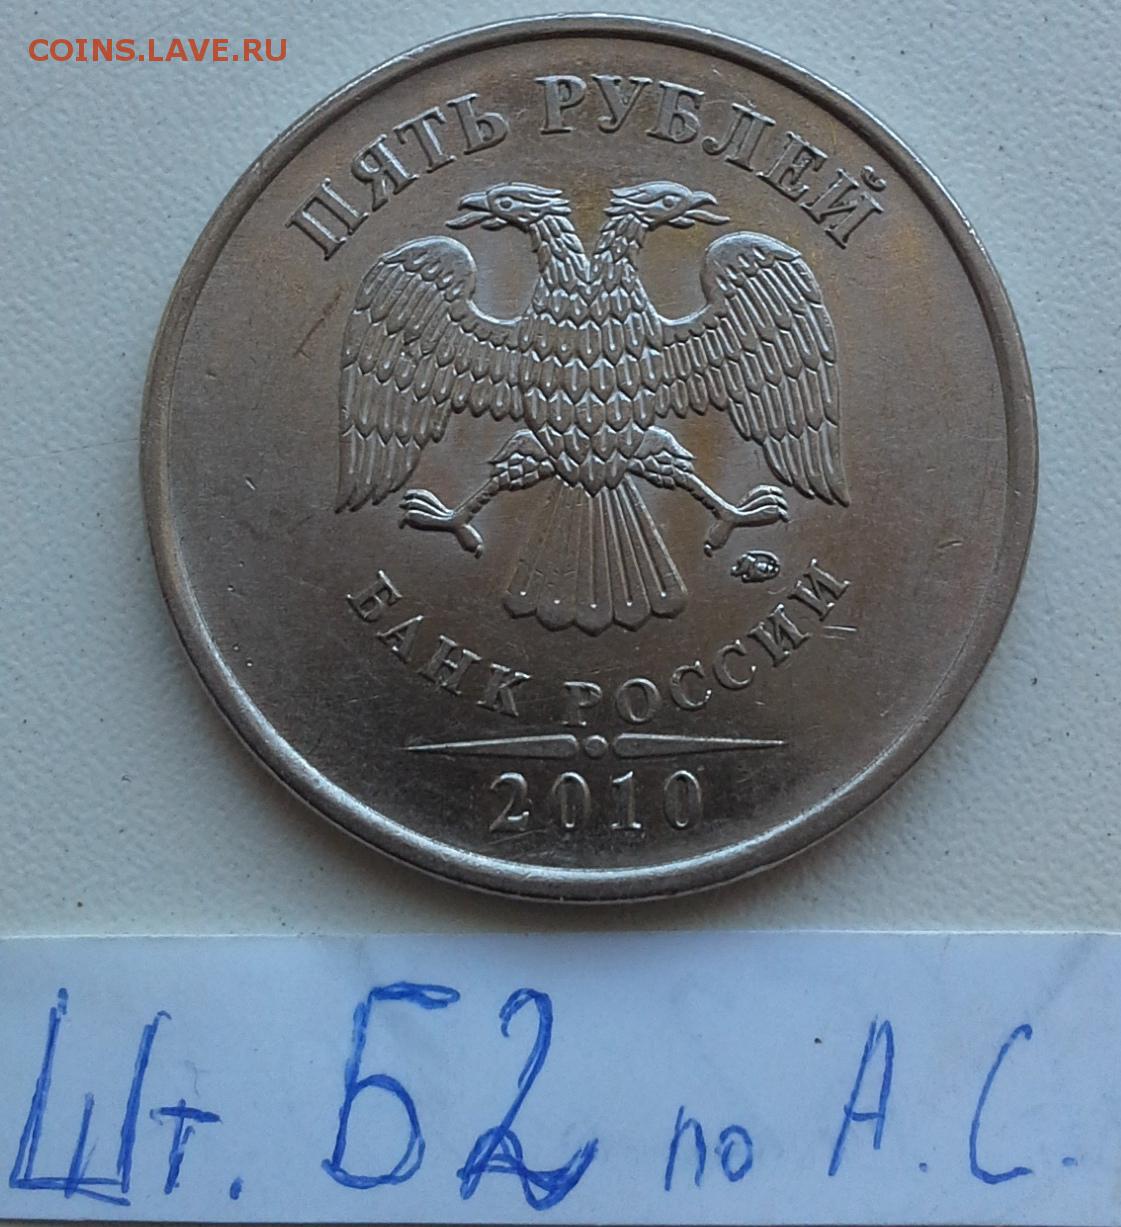 COINS.LAVE.RU
ПЯТЬ РУБЛЕЙ
БАНК РОССИИ
2010
Шт. Б2 по А.С.